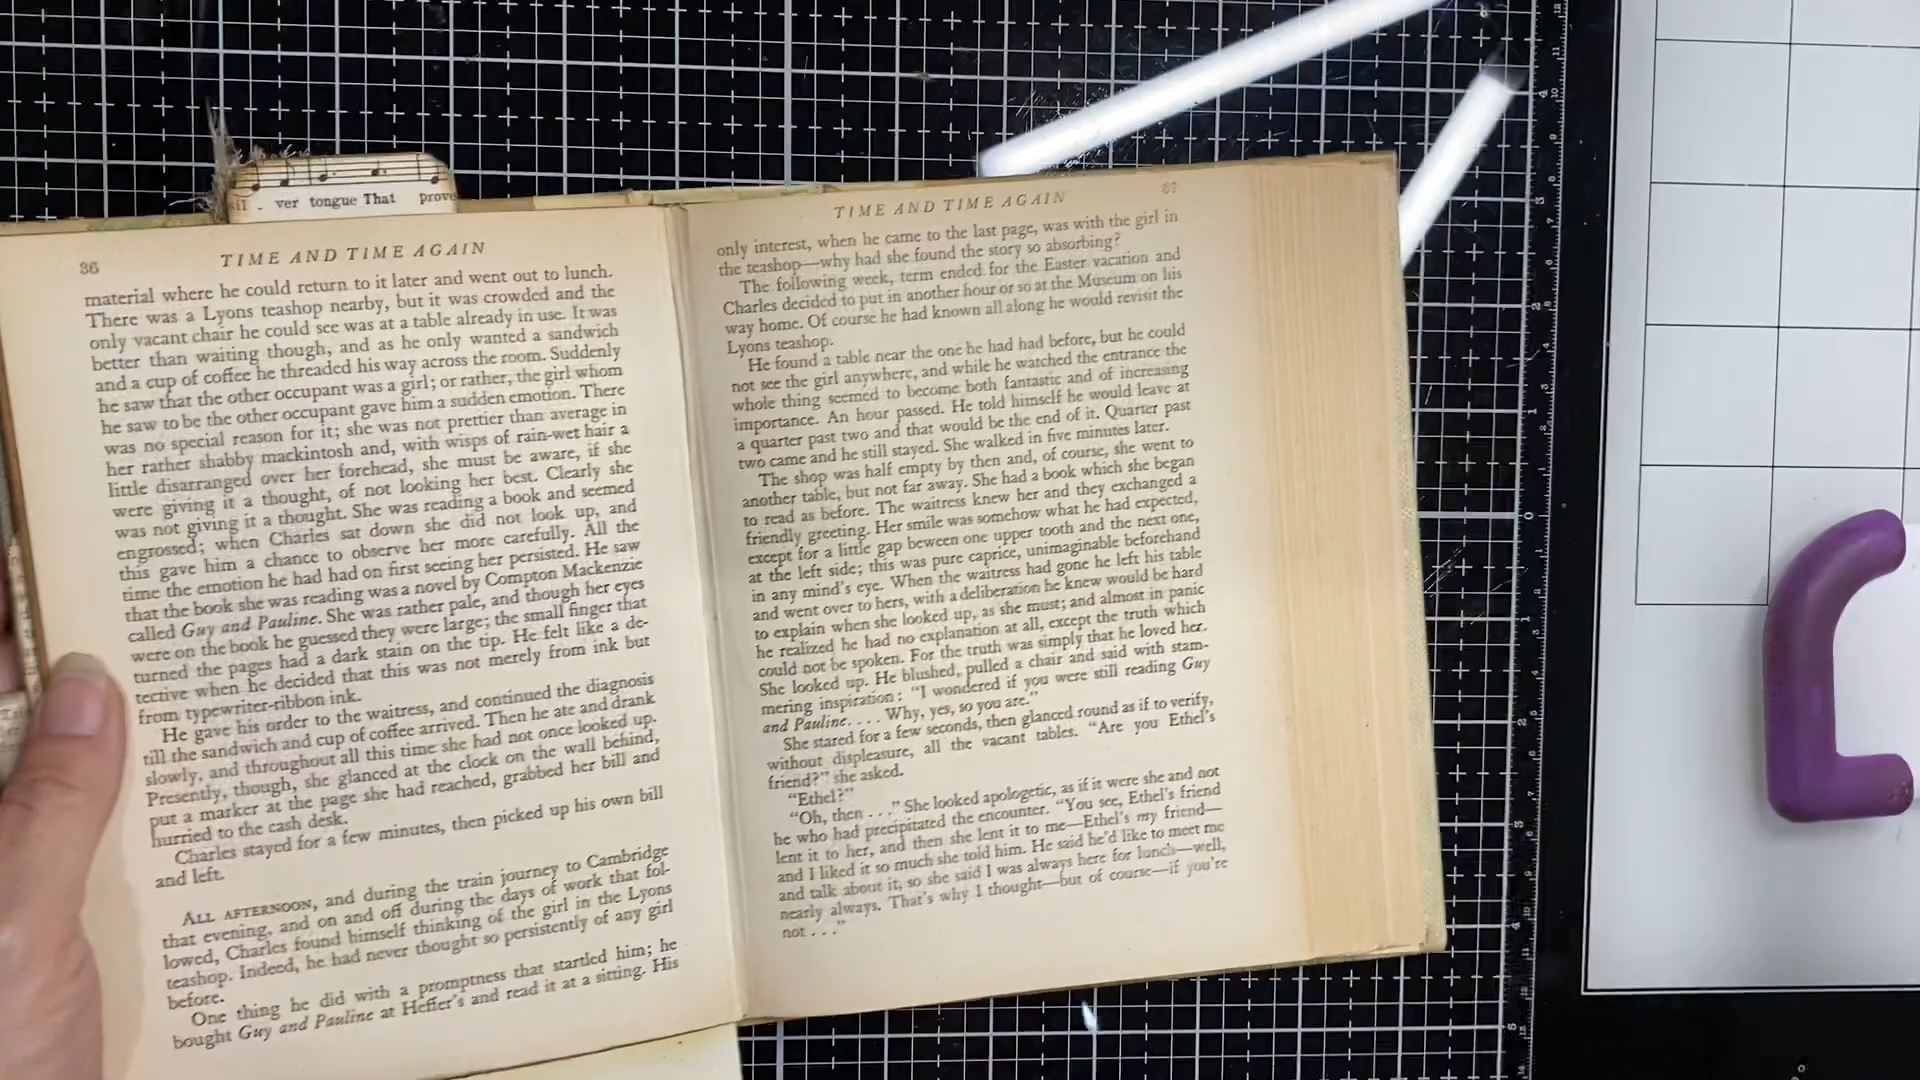 sil - ver tongue That prove
36
TIME AND TIME AGAIN
material where he could return to it later and went out to lunch.
There was a Lyons teashop nearby, but it was crowded and the
only vacant chair he could see was at a table already in use. It was
better than waiting though, and as he only wanted a sandwich
and a cup of coffee he threaded his way across the room. Suddenly
he saw that the other occupant was a girl; or rather, the girl whom
he saw to be the other occupant gave him a sudden emotion. There
was no special reason for it; she was not prettier than average in
her rather shabby mackintosh and, with wisps of rain-wet hair a
little disarranged over her forehead, she must be aware, if she
were giving it a thought, of not looking her best. Clearly she
was not giving it a thought. She was reading a book and seemed
engrossed; when Charles sat down she did not look up, and
this gave him a chance to observe her more carefully. All the
time the emotion he had had on first seeing her persisted. He saw
that the book she was reading was a novel by Compton Mackenzie
called Guy and Pauline. She was rather pale, and though her eyes
were on the book he guessed they were large; the small finger that
turned the pages had a dark stain on the tip. He felt like a de-
tective when he decided that this was not merely from ink but
from typewriter-ribbon ink.
He gave his order to the waitress, and continued the diagnosis
till the sandwich and cup of coffee arrived. Then he ate and drank
slowly, and throughout all this time she had not once looked up.
Presently, though, she glanced at the clock on the wall behind,
put a marker at the page she had reached, grabbed her bill and
hurried to the cash desk.
Charles stayed for a few minutes, then picked up his own bill
and left.
ALL AFTERNOON, and during the train journey to Cambridge
that evening, and on and off during the days of work that fol-
lowed, Charles found himself thinking of the girl in the Lyons
teashop. Indeed, he had never thought so persistently of any girl
before.
One thing he did with a promptness that startled him; he
bought Guy and Pauline at Heffer's and read it at a sitting. His
TIME AND TIME AGAIN
37
only interest, when he came to the last page, was with the girl in
the teashop—why had she found the story so absorbing?
The following week, term ended for the Easter vacation and
Charles decided to put in another hour or so at the Museum on his
way home. Of course he had known all along he would revisit the
Lyons teashop.
He found a table near the one he had had before, but he could
not see the girl anywhere, and while he watched the entrance the
whole thing seemed to become both fantastic and of increasing
importance. An hour passed. He told himself he would leave at
a quarter past two and that would be the end of it. Quarter past
two came and he still stayed. She walked in five minutes later.
The shop was half empty by then and, of course, she went to
another table, but not far away. She had a book which she began
to read as before. The waitress knew her and they exchanged a
friendly greeting. Her smile was somehow what he had expected,
except for a little gap beween one upper tooth and the next one,
at the left side; this was pure caprice, unimaginable beforehand
in any mind's eye. When the waitress had gone he left his table
and went over to hers, with a deliberation he knew would be hard
to explain when she looked up, as she must; and almost in panic
he realized he had no explanation at all, except the truth which
could not be spoken. For the truth was simply that he loved her.
She looked up. He blushed, pulled a chair and said with stam-
mering inspiration: “I wondered if you were still reading Guy
and Pauline. . . . Why, yes, so you are.”
She stared for a few seconds, then glanced round as if to verify,
without displeasure, all the vacant tables. “Are you Ethel's
friend?” she asked.
“Ethel?”
“Oh, then . . .” She looked apologetic, as if it were she and not
he who had precipitated the encounter. “You see, Ethel's friend
lent it to her, and then she lent it to me—Ethel's my friend—
and I liked it so much she told him. He said he'd like to meet me
and talk about it, so she said I was always here for lunch—well,
nearly always. That's why I thought—but of course—if you're
not . . .”